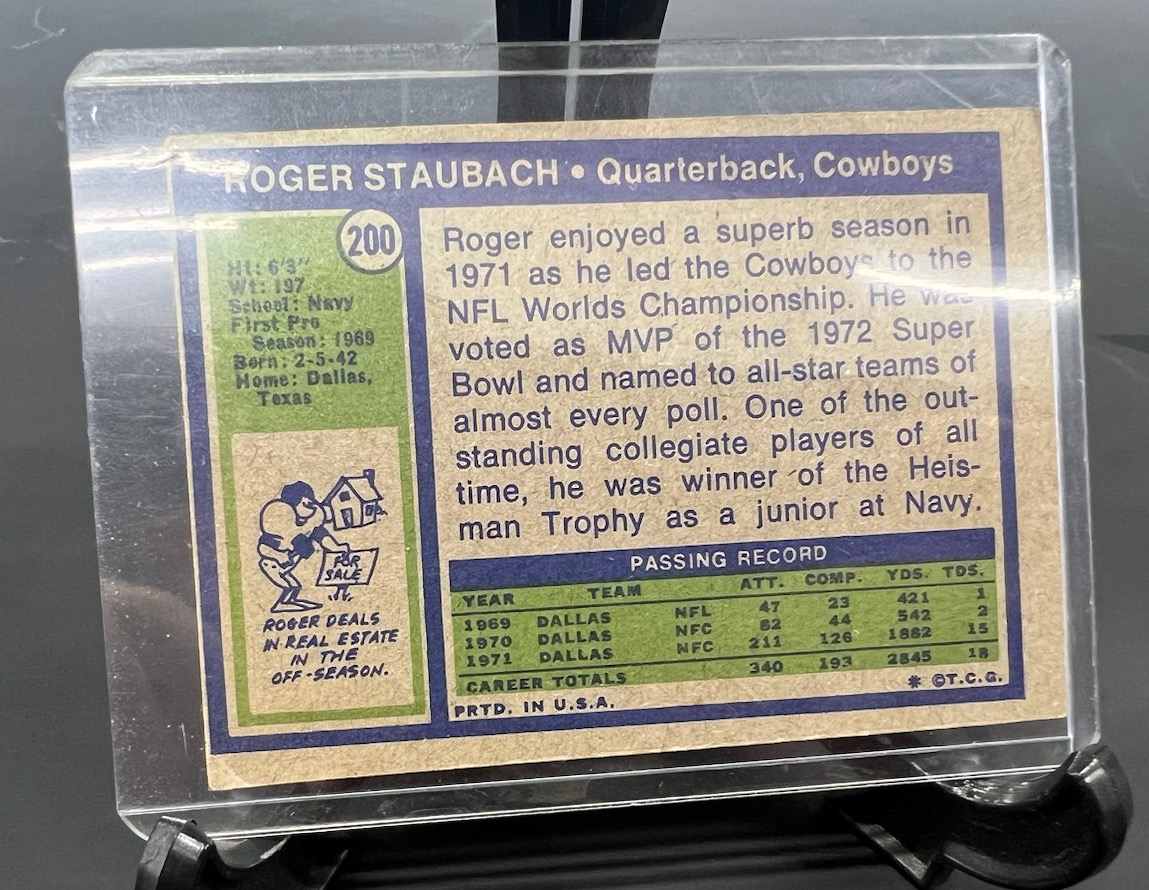 ROGER STAUBACH • Quarterback, Cowboys
200
Ht: 6'3"
Wt: 197
School: Navy
First Pro
Season: 1969
Born: 2-5-42
Home: Dallas,
Texas
FOR
SALE
ROGER DEALS
IN REAL ESTATE
IN THE
OFF-SEASON.
Roger enjoyed a superb season in
1971 as he led the Cowboys to the
NFL Worlds Championship. He was
voted as MVP of the 1972 Super
Bowl and named to all-star teams of
almost every poll. One of the out-
standing collegiate players of all
time, he was winner of the Heis-
man Trophy as a junior at Navy.
PASSING RECORD
YEAR TEAM ATT. COMP. YDS. TDS.
1969 DALLAS NFL 47 23 421 1
1970 DALLAS NFC 82 44 542 2
1971 DALLAS NFC 211 126 1882 15
CAREER TOTALS 340 193 2845 18
PRTD. IN U.S.A. * ©T.C.G.